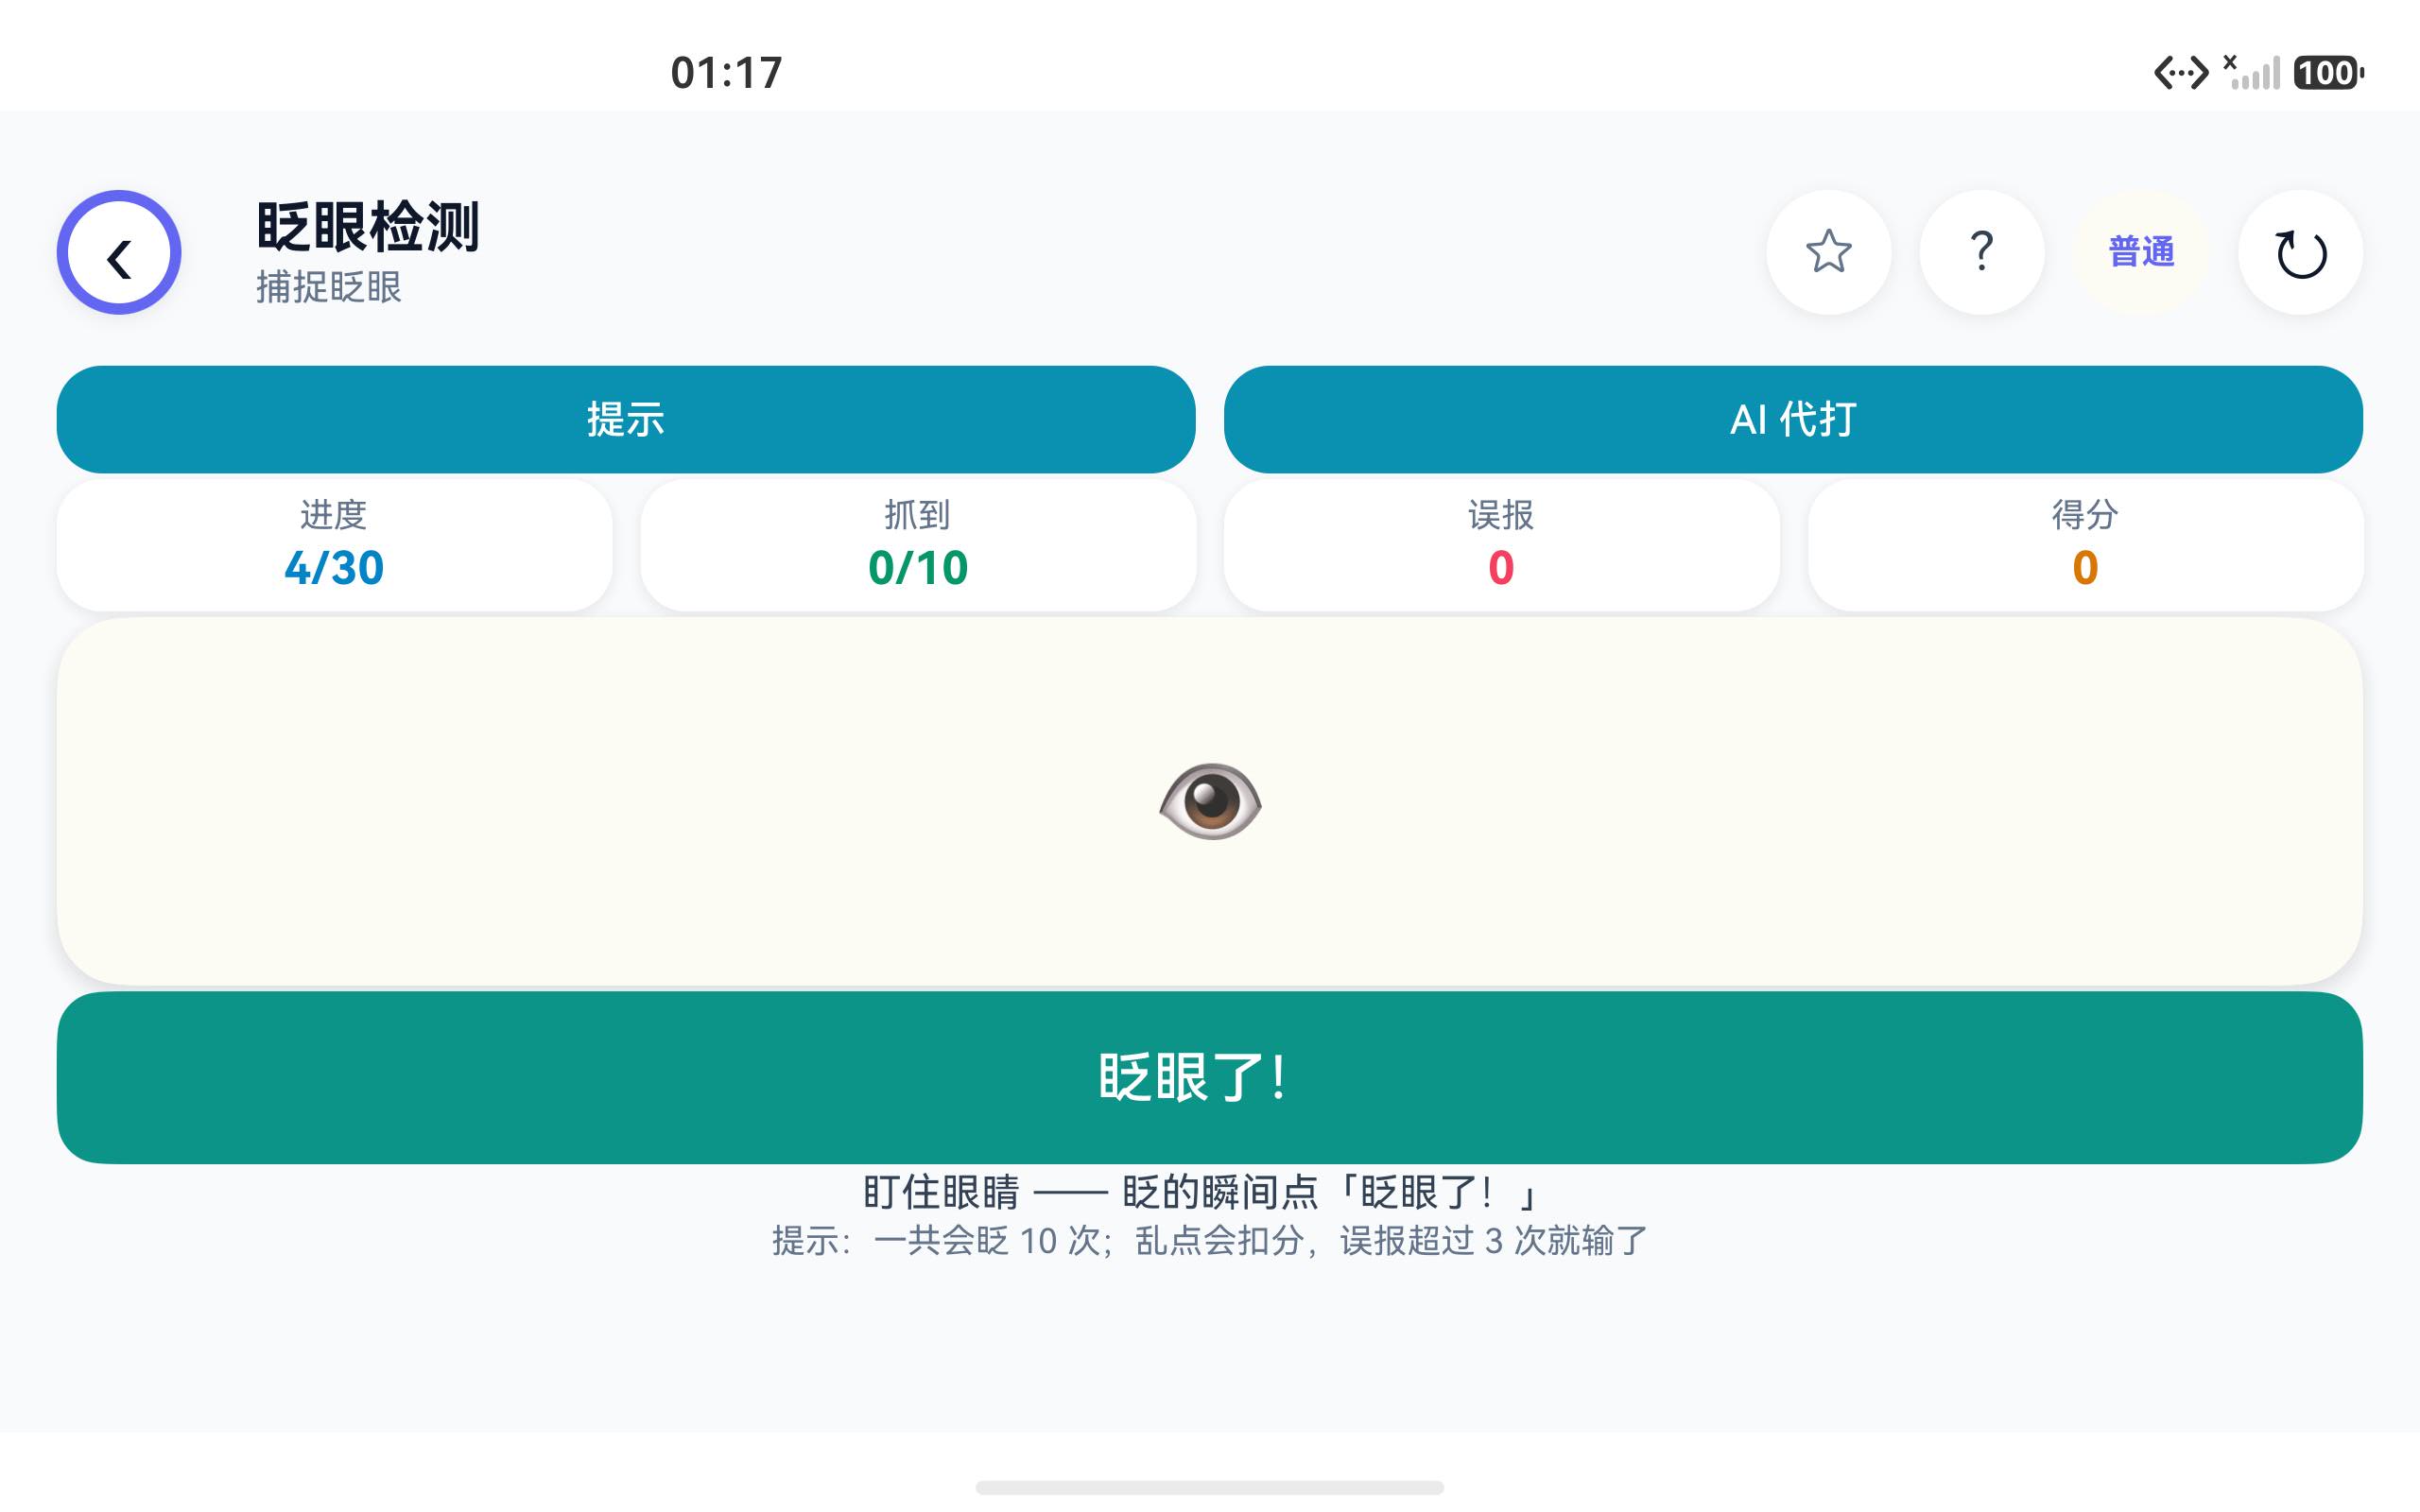 01:17
100
眨眼检测
捕捉眨眼
?
普通
提示
AI 代打
进度
4/30
抓到
0/10
误报
0
得分
0
眨眼了!
盯住眼睛 —— 眨的瞬间点「眨眼了！」
提示：一共会眨 10 次；乱点会扣分，误报超过 3 次就输了